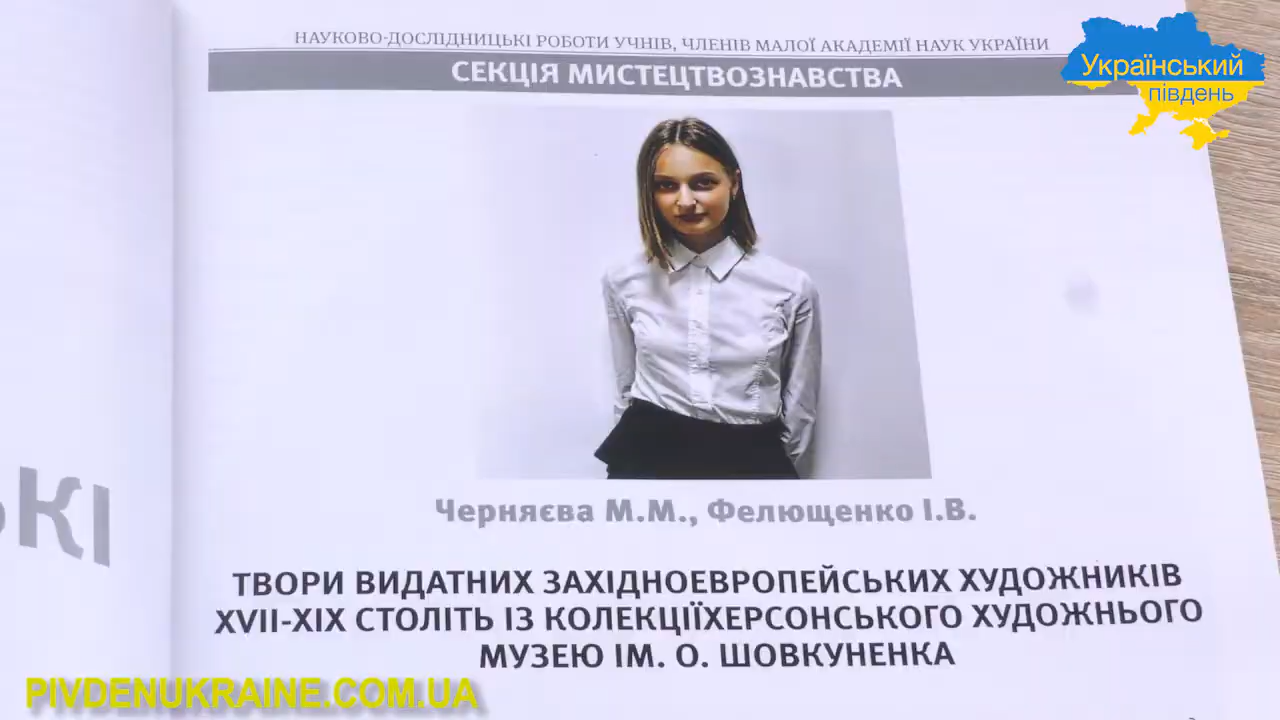 НАУКОВО-ДОСЛІДНИЦЬКІ РОБОТИ УЧНІВ, ЧЛЕНІВ МАЛОЇ АКАДЕМІЇ НАУК УКРАЇНИ
СЕКЦІЯ МИСТЕЦТВОЗНАВСТВА
Український
південь
Черняєва М.М., Фелющенко І.В.
ТВОРИ ВИДАТНИХ ЗАХІДНОЕВРОПЕЙСЬКИХ ХУДОЖНИКІВ
XVII-XIX СТОЛІТЬ ІЗ КОЛЕКЦІЇХЕРСОНСЬКОГО ХУДОЖНЬОГО
МУЗЕЮ ІМ. О. ШОВКУНЕНКА
PIVDENUKRAINE.COM.UA